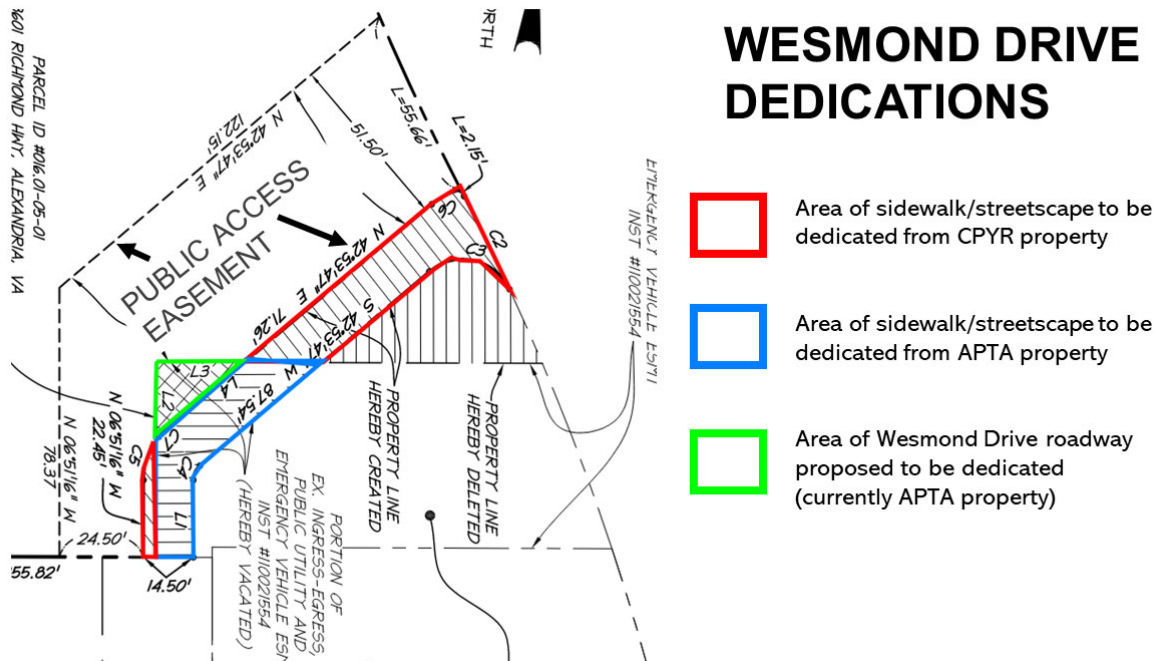 WESMOND DRIVE
DEDICATIONS
Area of sidewalk/streetscape to be
dedicated from CPYR property
Area of sidewalk/streetscape to be
dedicated from APTA property
Area of Wesmond Drive roadway
proposed to be dedicated
(currently APTA property)
PARCEL ID #016.01-05-01
3601 RICHMOND HWY, ALEXANDRIA, VA
N 42°53'47" E
122.15'
PUBLIC ACCESS
EASEMENT
51.50'
L=55.66'
L=2.15'
C6
C2
C3
N 42°53'47" E
71.26'
S 42°53'47" W
87.54'
L3
L2
L4
C7
C5
C4
L1
N 06°51'16" W
22.45'
N 06°51'16" W
78.37
24.50'
14.50'
55.82'
PROPERTY LINE
HEREBY CREATED
PROPERTY LINE
HEREBY DELETED
EMERGENCY VEHICLE ESMT
INST #110021554
PORTION OF
EX. INGRESS-EGRESS,
PUBLIC UTILITY AND
EMERGENCY VEHICLE ESM
INST #110021554
(HEREBY VACATED)